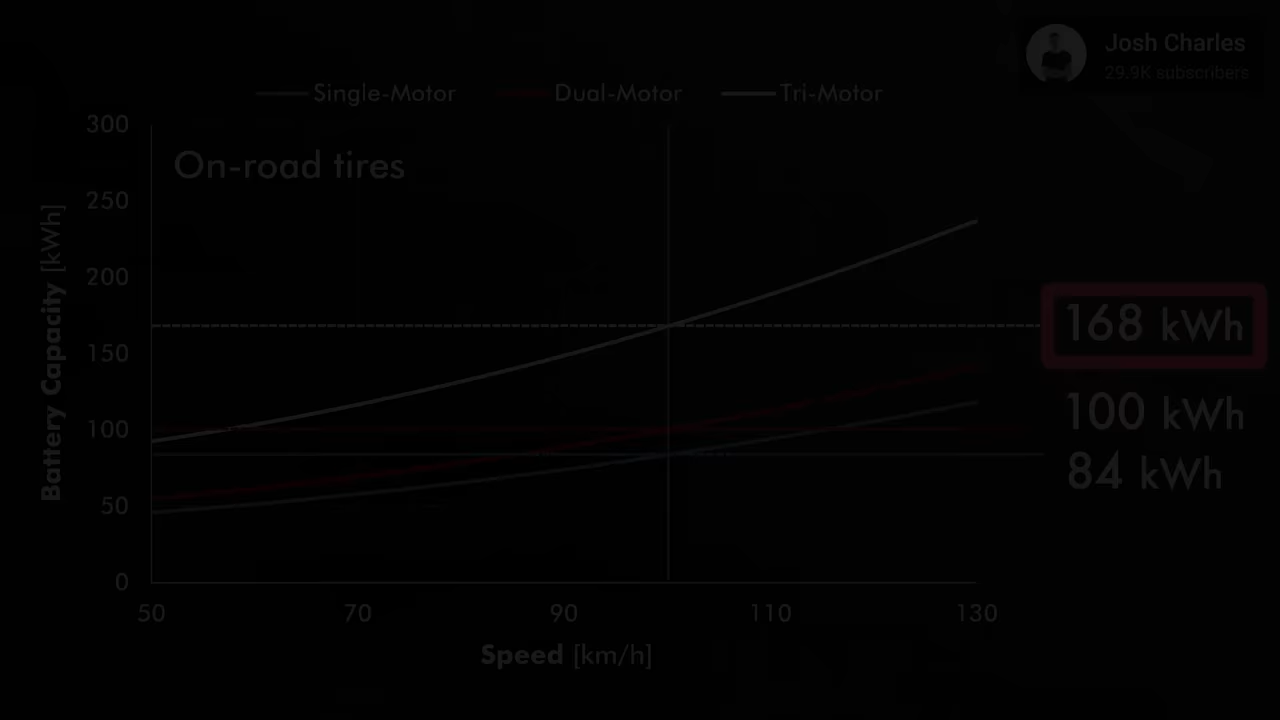 Josh Charles
29.9K subscribers
Single-Motor Dual-Motor Tri-Motor
On-road tires
300
250
200
150
100
50
0
Battery Capacity [kWh]
168 kWh
100 kWh
84 kWh
50 70 90 110 130
Speed [km/h]